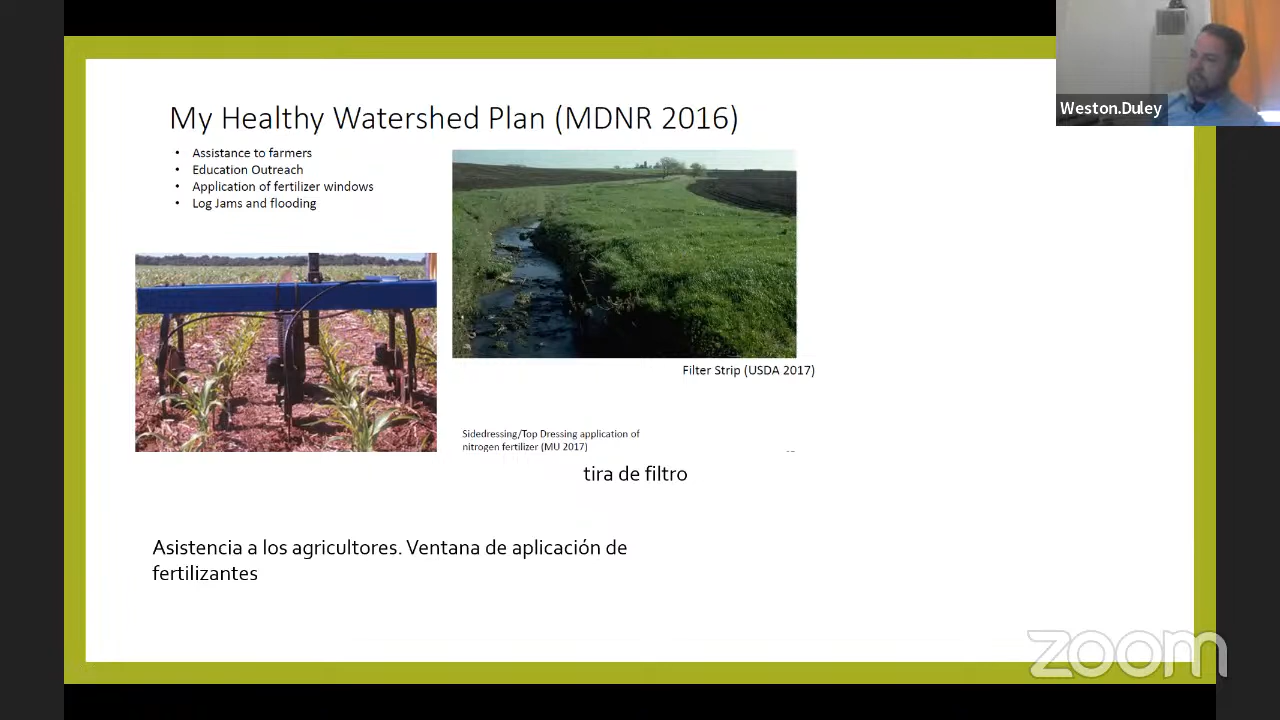 My Healthy Watershed Plan (MDNR 2016)
• Assistance to farmers
• Education Outreach
• Application of fertilizer windows
• Log Jams and flooding
Filter Strip (USDA 2017)
Sidedressing/Top Dressing application of
nitrogen fertilizer (MU 2017)
tira de filtro
Asistencia a los agricultores. Ventana de aplicación de
fertilizantes
Weston.Duley
zoom